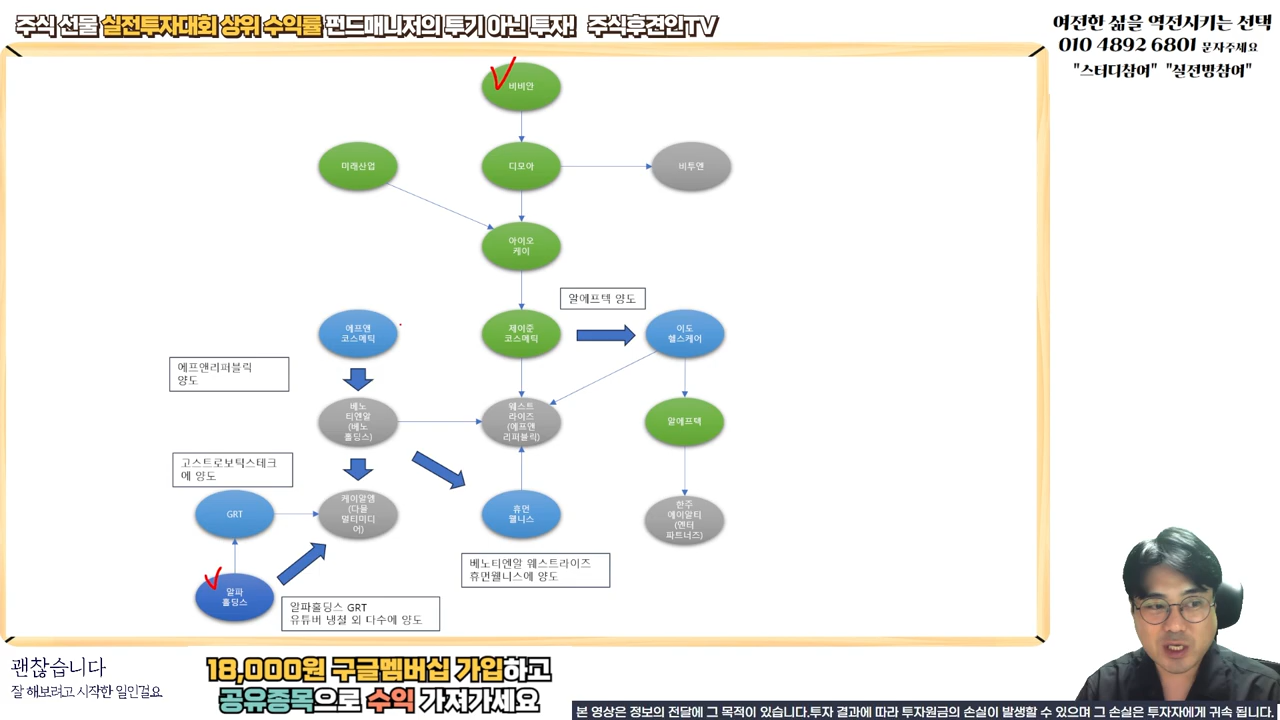 주식 선물 실전투자대회 상위 수익률 펀드매니저의 투기 아닌 투자! 주식후견인TV
여전한 삶을 역전시키는 선택
010 4892 6801 문자주세요
"스터디참여" "실전방참여"
비비안
미래산업
디모아
비투엔
아이오
케이
알에프텍 양도
에프앤
코스메틱
제이준
코스메틱
이도
헬스케어
에프앤리퍼블릭
양도
베노
티엔알
(베노
홀딩스)
웨스트
라이즈
(에프앤
리퍼블릭)
알에프텍
고스트로보틱스테크
에 양도
GRT
케이알엠
(다믈
멀티미디
어)
휴먼
웰니스
한주
에이알티
(엔터
파트너즈)
베노티엔알 웨스트라이즈
휴먼웰니스에 양도
알파
홀딩스
알파홀딩스 GRT
유튜버 냉철 외 다수에 양도
괜찮습니다
잘 해보려고 시작한 일인걸요
18,000원 구글멤버십 가입하고
공유종목으로 수익 가져가세요
본 영상은 정보의 전달에 그 목적이 있습니다.투자 결과에 따라 투자원금의 손실이 발생할 수 있으며 그 손실은 투자자에게 귀속 됩니다.